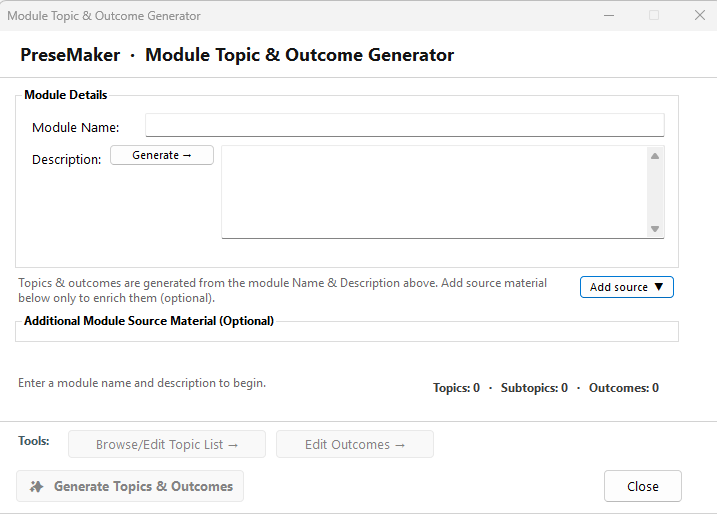 Module Topic & Outcome Generator
PreseMaker · Module Topic & Outcome Generator
Module Details
Module Name:
Description:
Generate →
Topics & outcomes are generated from the module Name & Description above. Add source material
below only to enrich them (optional).
Add source ▼
Additional Module Source Material (Optional)
Enter a module name and description to begin.
Topics: 0 · Subtopics: 0 · Outcomes: 0
Tools:
Browse/Edit Topic List →
Edit Outcomes →
Generate Topics & Outcomes
Close